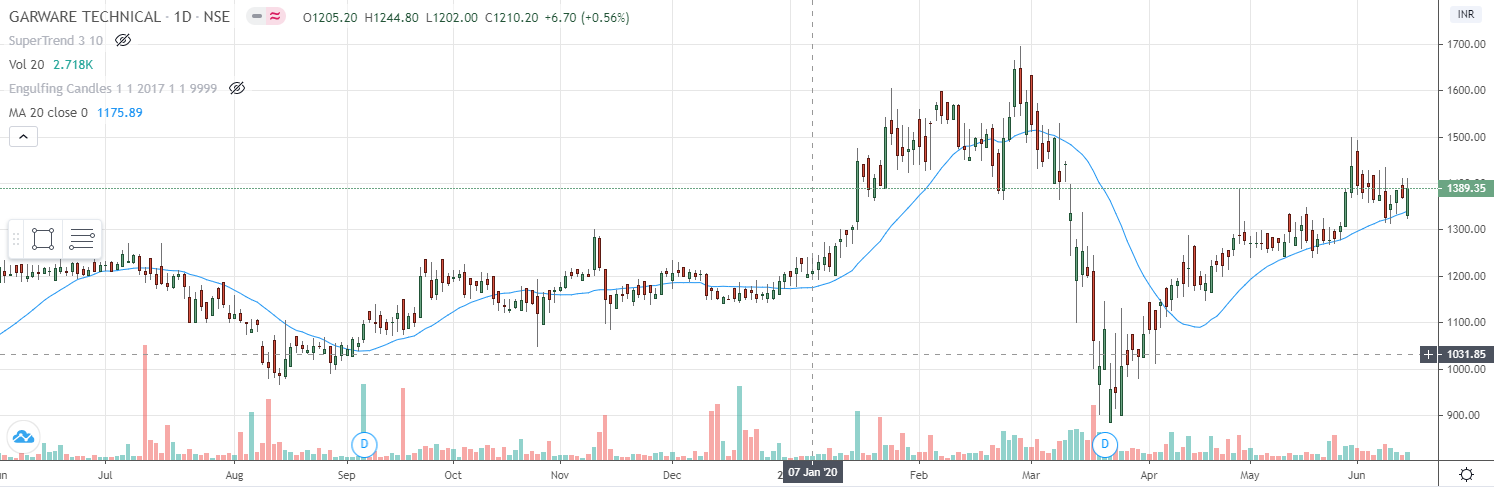 GARWARE TECHNICAL · 1D · NSE O1205.20 H1244.80 L1202.00 C1210.20 +6.70 (+0.56%)
INR
SuperTrend 3 10
1700.00
Vol 20 2.718K
Engulfing Candles 1 1 2017 1 1 9999
1600.00
MA 20 close 0 1175.89
1500.00
1389.35
1300.00
1200.00
1100.00
1031.85
1000.00
900.00
D D
Jul Aug Sep Oct Nov Dec 07 Jan '20 Feb Mar Apr May Jun